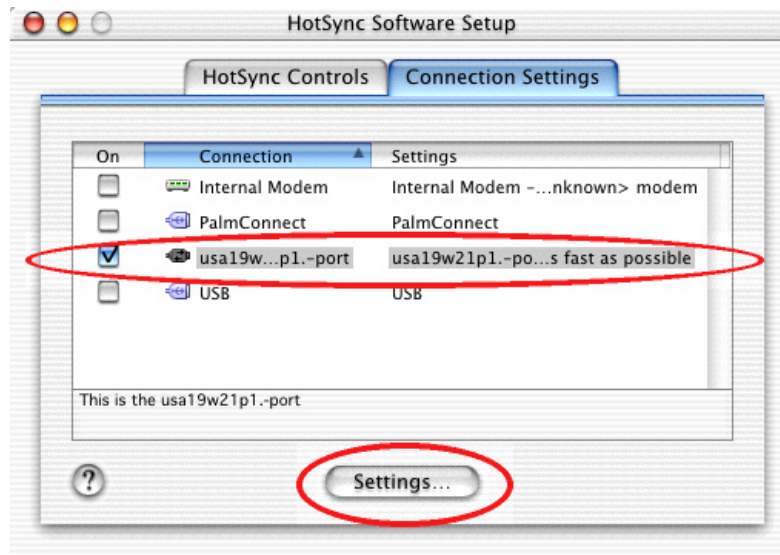 HotSync Software Setup
HotSync Controls Connection Settings
On Connection Settings
Internal Modem Internal Modem -...nknown> modem
PalmConnect PalmConnect
usa19w...p1.-port usa19w21p1.-po...s fast as possible
USB USB
This is the usa19w21p1.-port
? Settings...